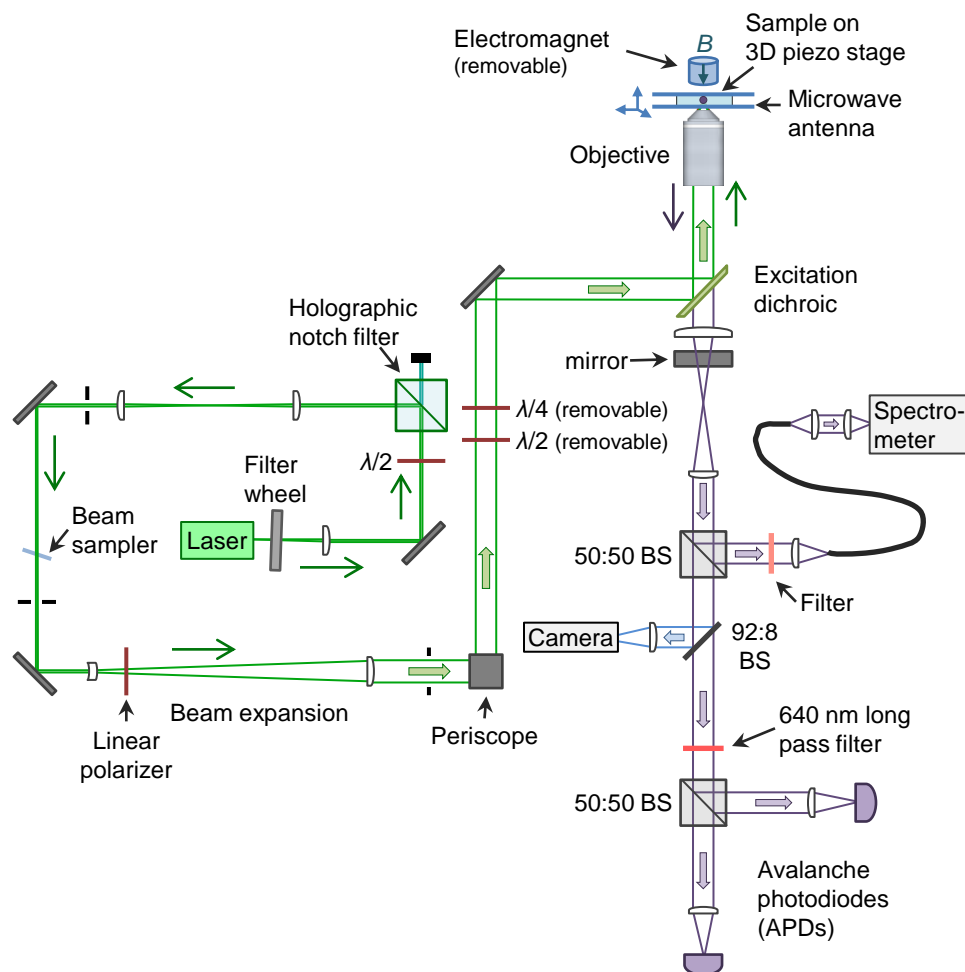 Electromagnet
(removable)
B
Sample on
3D piezo stage
Microwave
antenna
Objective
Excitation
dichroic
Holographic
notch filter
mirror
λ/4 (removable)
λ/2 (removable)
Spectro-
meter
λ/2
Filter
wheel
Laser
Beam
sampler
50:50 BS
Filter
Camera
92:8
BS
Beam expansion
Linear
polarizer
Periscope
640 nm long
pass filter
50:50 BS
Avalanche
photodiodes
(APDs)